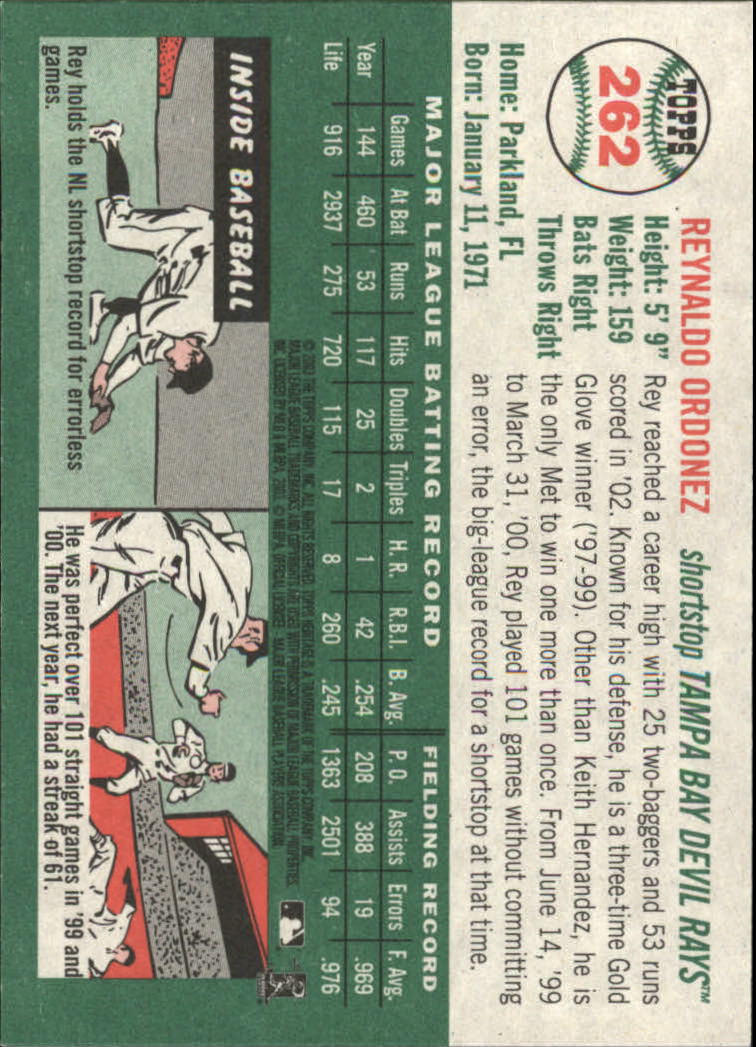 TOPPS
262
REYNALDO ORDONEZ shortstop TAMPA BAY DEVIL RAYS™
Height: 5' 9"
Weight: 159
Bats Right
Throws Right
Home: Parkland, FL
Born: January 11, 1971
Rey reached a career high with 25 two-baggers and 53 runs
scored in '02. Known for his defense, he is a three-time Gold
Glove winner ('97-99). Other than Keith Hernandez, he is
the only Met to win one more than once. From June 14, '99
to March 31, '00, Rey played 101 games without committing
an error, the big-league record for a shortstop at that time.
MAJOR LEAGUE BATTING RECORD FIELDING RECORD
Year Games At Bat Runs Hits Doubles Triples H. R. R.B.I. B. Avg. P. O. Assists Errors F. Avg.
144 460 53 117 25 2 1 42 .254 208 388 19 .969
Life 916 2937 275 720 115 17 8 260 .245 1363 2501 94 .976
INSIDE BASEBALL
Rey holds the NL shortstop record for errorless
games.
He was perfect over 101 straight games in '99 and
'00. The next year, he had a streak of 61.